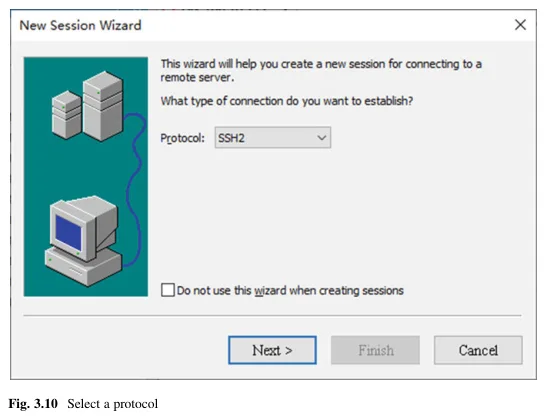 New Session Wizard
This wizard will help you create a new session for connecting to a
remote server.
What type of connection do you want to establish?
Protocol: SSH2
Do not use this wizard when creating sessions
Next > Finish Cancel
Fig. 3.10 Select a protocol